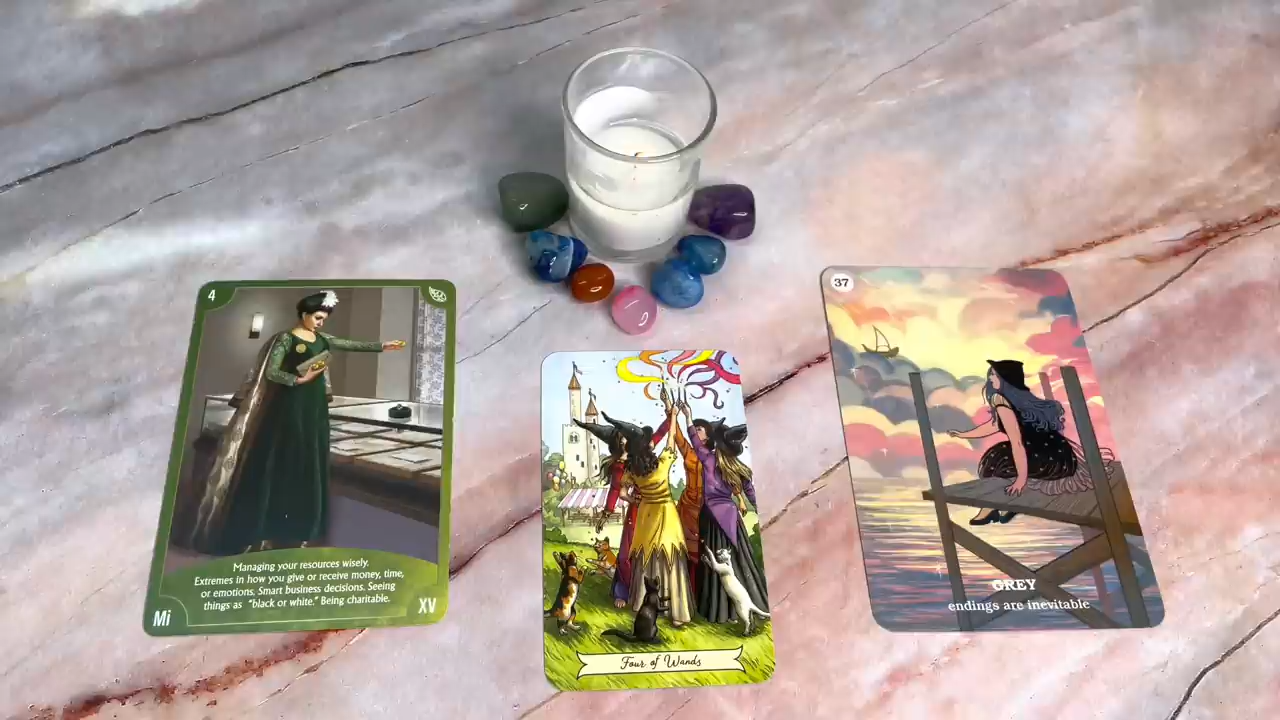 4
Managing your resources wisely.
Extremes in how you give or receive money, time,
or emotions. Smart business decisions. Seeing
things as "black or white." Being charitable.
Mi
XV
Four of Wands
37
GREY
endings are inevitable